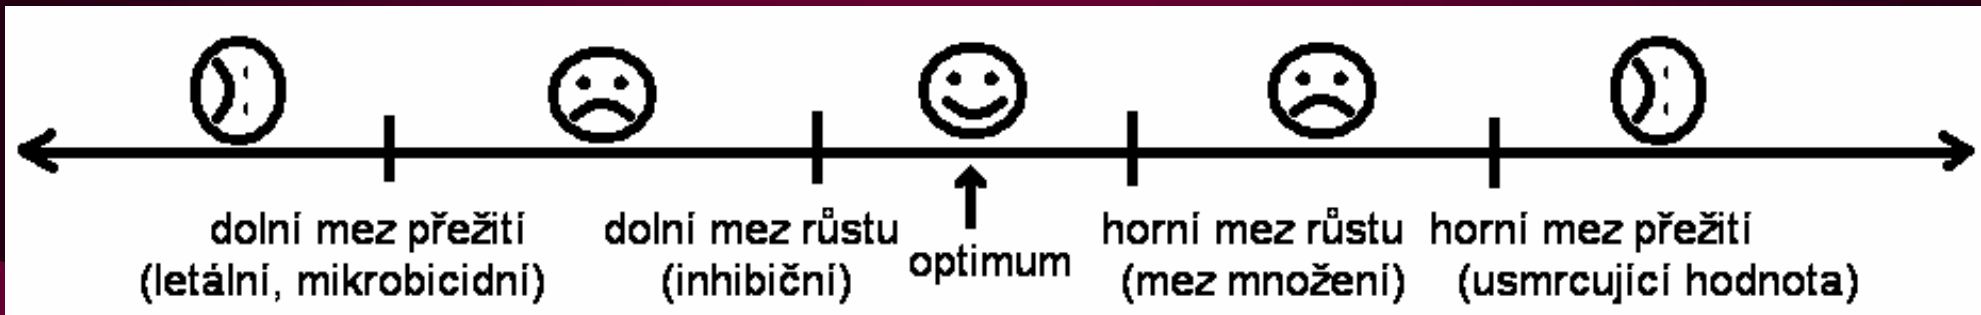 dolní mez přežití
(letální, mikrobicidní)
dolní mez růstu
(inhibiční)
optimum
horní mez růstu
(mez množení)
horní mez přežití
(usmrcující hodnota)